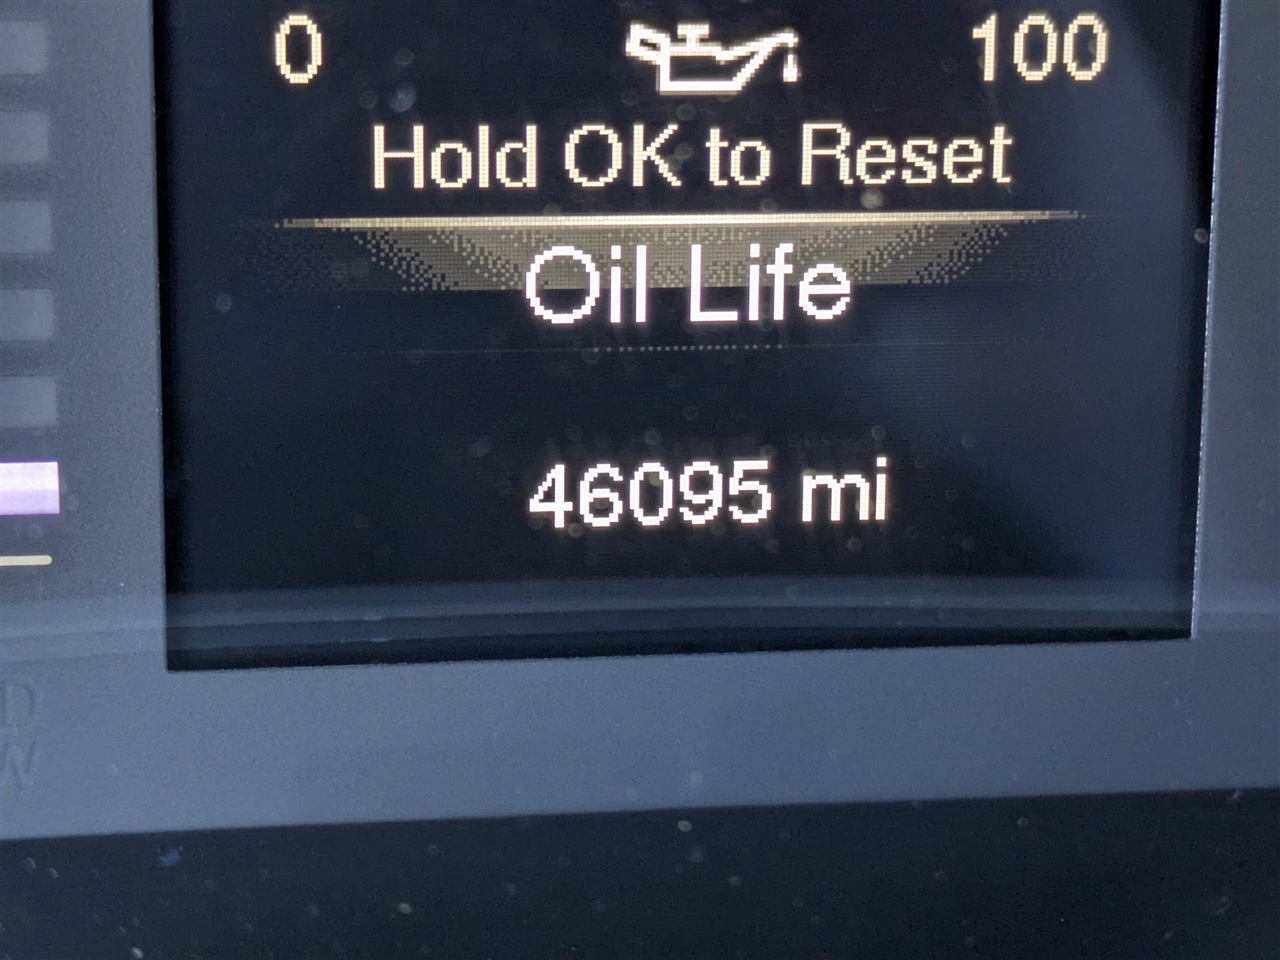 0 100
Hold OK to Reset
Oil Life
46095 mi
D
W